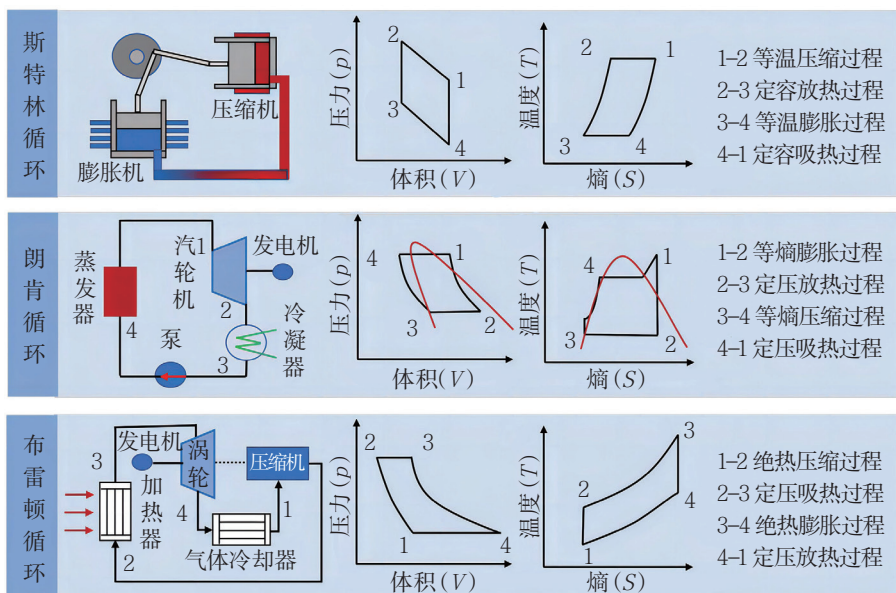 斯特林循环
压缩机
膨胀机
压力(p)
2
1
3
4
体积(V)
温度(T)
2
1
3
4
熵(S)
1-2 等温压缩过程
2-3 定容放热过程
3-4 等温膨胀过程
4-1 定容吸热过程
朗肯循环
蒸发器
汽轮机
1
发电机
2
冷凝器
3
泵
4
压力(p)
4
1
3
2
体积(V)
温度(T)
4
1
3
2
熵(S)
1-2 等熵膨胀过程
2-3 定压放热过程
3-4 等熵压缩过程
4-1 定压吸热过程
布雷顿循环
发电机
涡轮
压缩机
3
加热器
4
1
气体冷却器
2
压力(p)
2
3
1
4
体积(V)
温度(T)
3
2
4
1
熵(S)
1-2 绝热压缩过程
2-3 定压吸热过程
3-4 绝热膨胀过程
4-1 定压放热过程